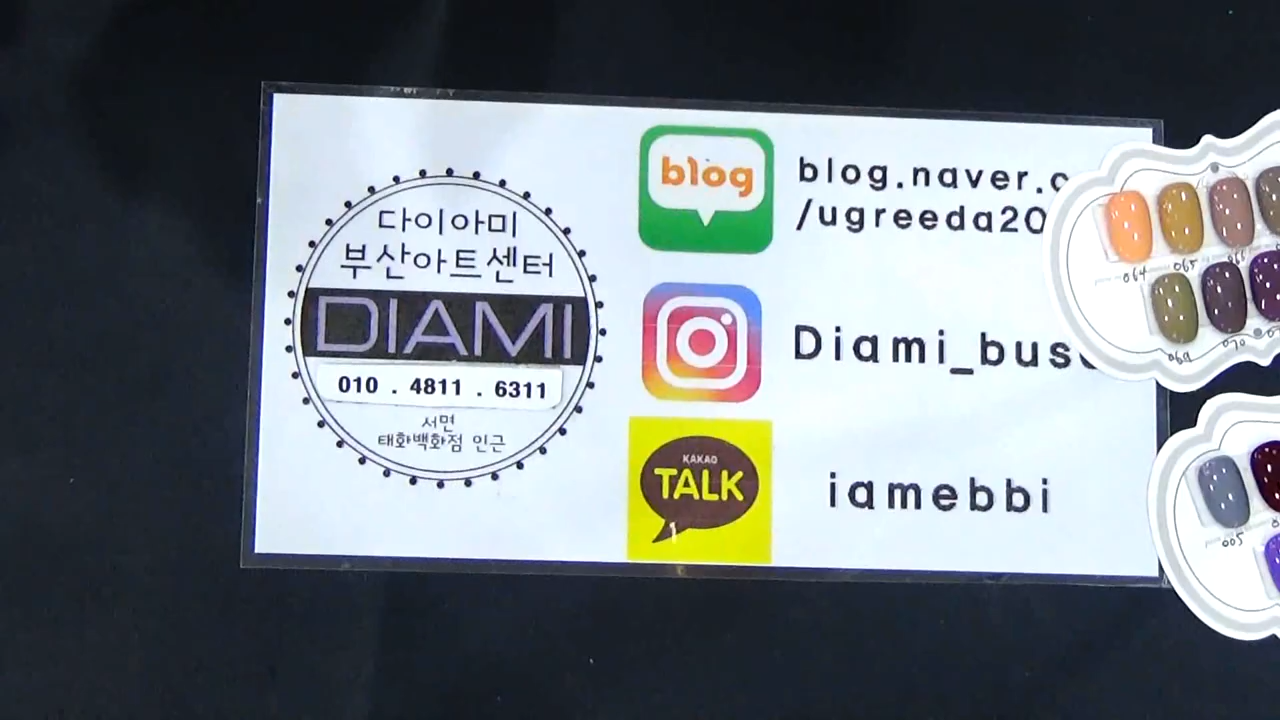 다이아미
부산아트센터
DIAMI
010 . 4811 . 6311
서면
태화백화점 인근
blog
blog.naver.c
/ugreeda20
Diami_bus
KAKAO
TALK
iamebbi
064
065
066
069
070
005